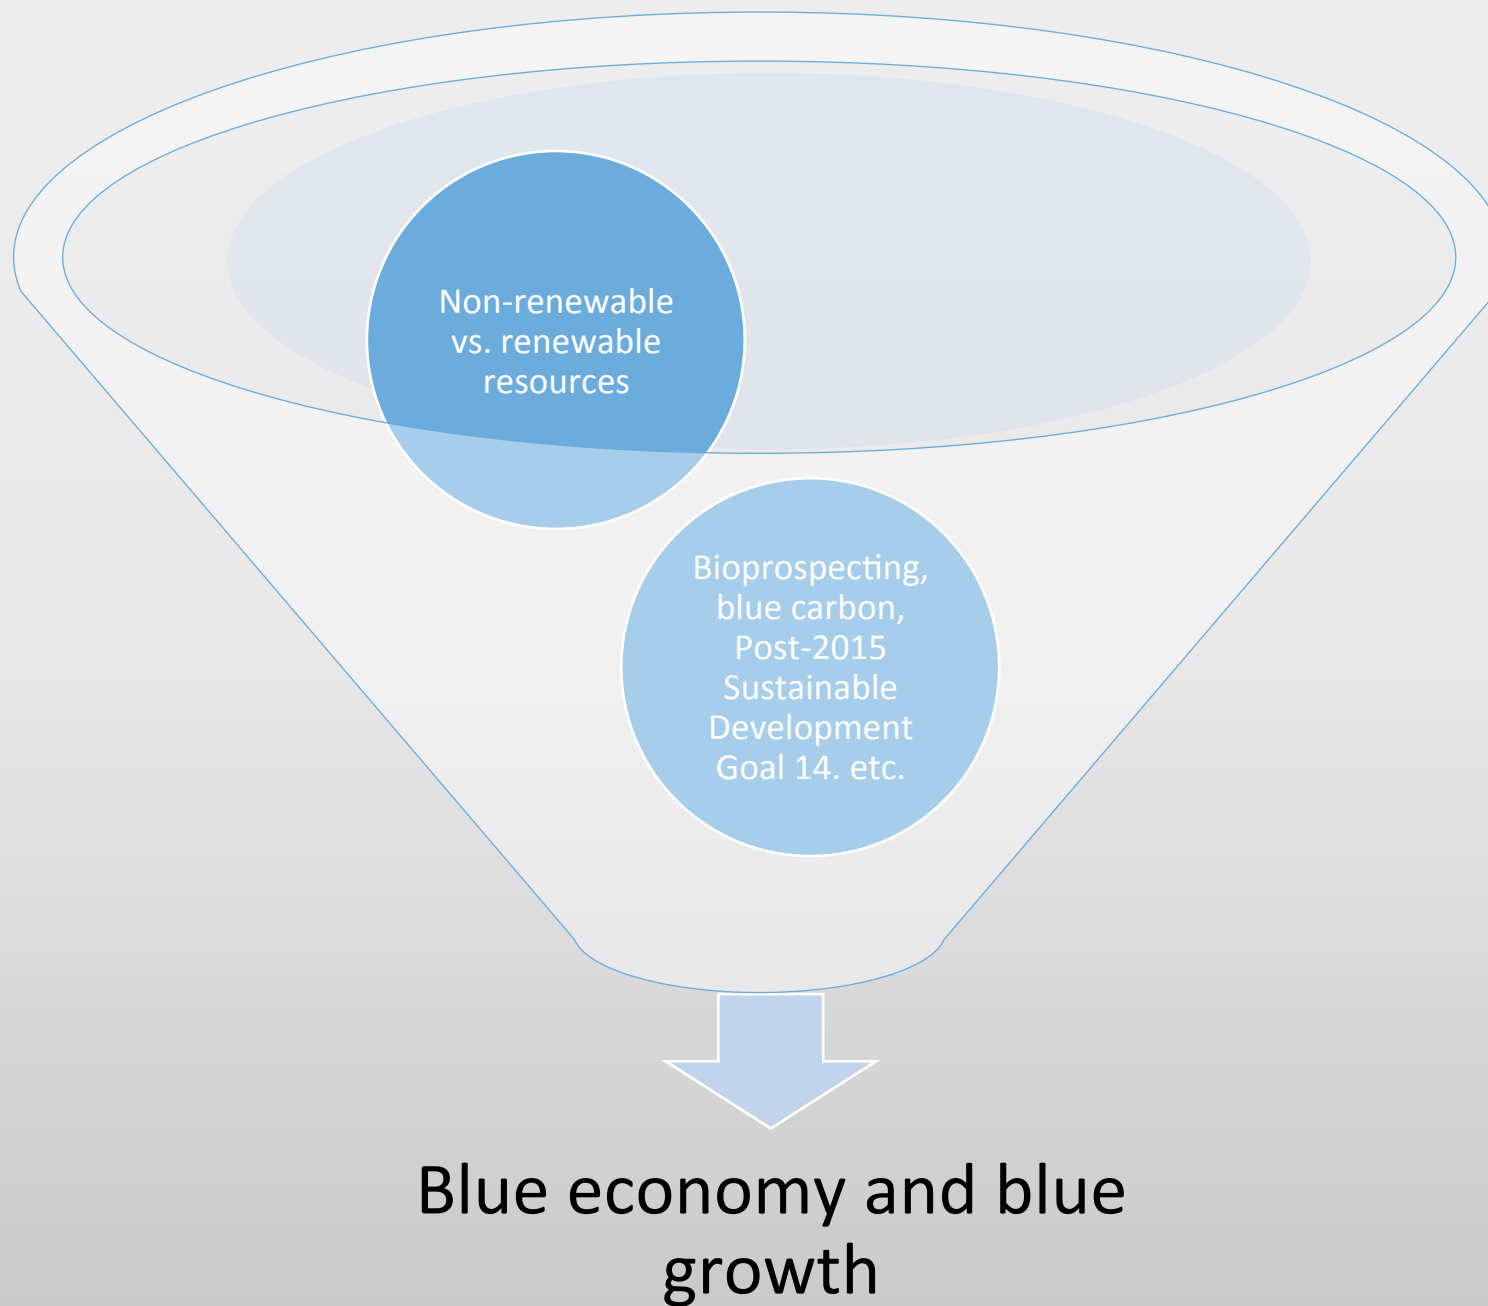 Non-renewable
vs. renewable
resources
Bioprospecting,
blue carbon,
Post-2015
Sustainable
Development
Goal 14. etc.
Blue economy and blue
growth